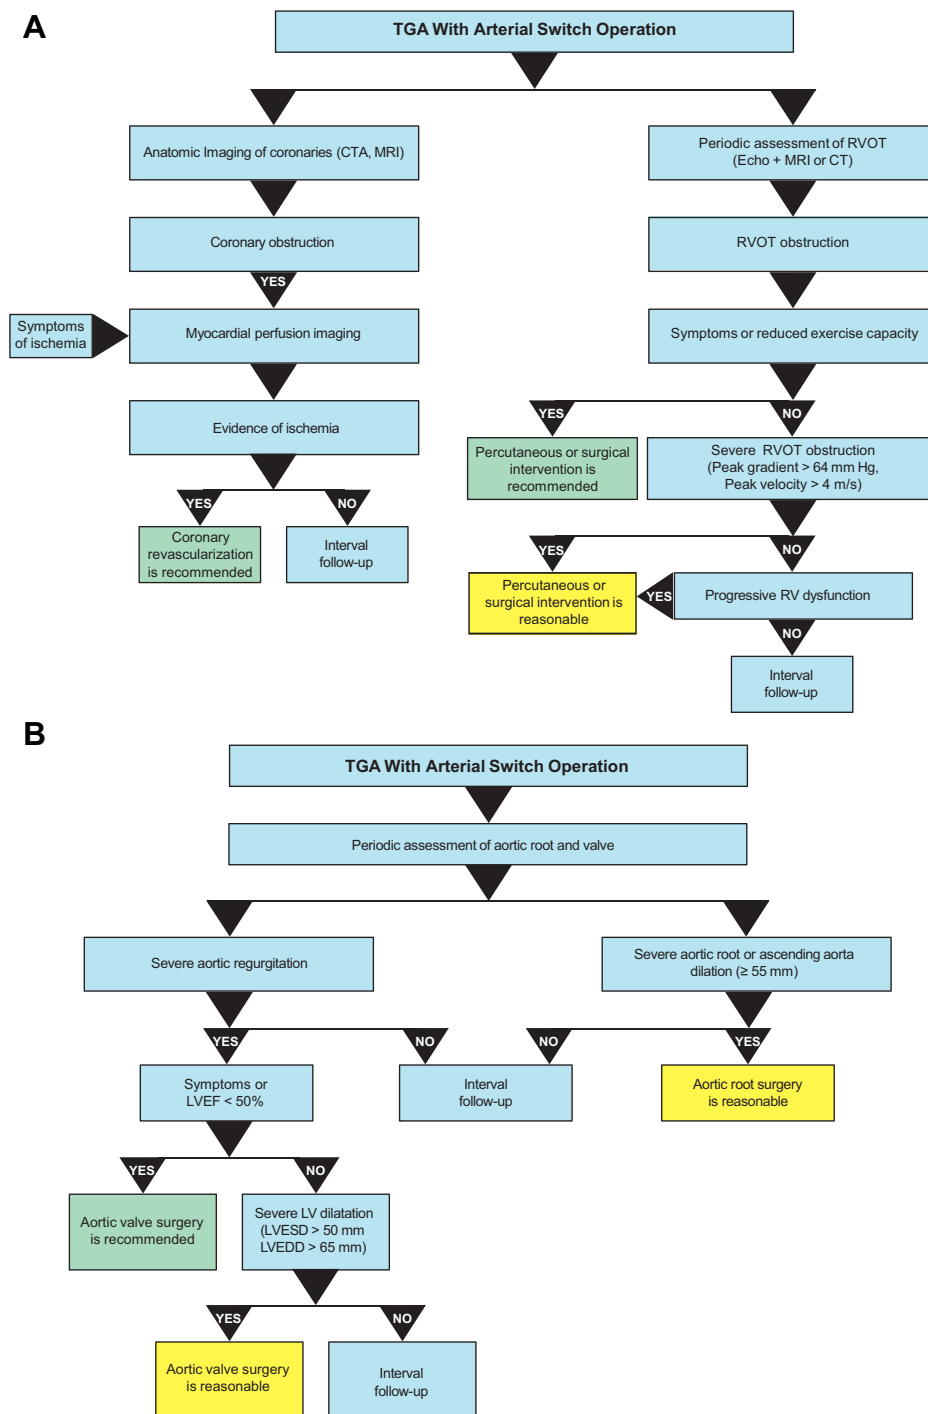 A
TGA With Arterial Switch Operation
Anatomic Imaging of coronaries (CTA, MRI)
Coronary obstruction
YES
Symptoms
of ischemia
Myocardial perfusion imaging
Evidence of ischemia
YES
NO
Coronary
revascularization
is recommended
Interval
follow-up
Periodic assessment of RVOT
(Echo + MRI or CT)
RVOT obstruction
Symptoms or reduced exercise capacity
YES
NO
Percutaneous or surgical
intervention is
recommended
Severe RVOT obstruction
(Peak gradient > 64 mm Hg,
Peak velocity > 4 m/s)
YES
NO
Percutaneous or
surgical intervention is
reasonable
YES
Progressive RV dysfunction
NO
Interval
follow-up
B
TGA With Arterial Switch Operation
Periodic assessment of aortic root and valve
Severe aortic regurgitation
Severe aortic root or ascending aorta
dilation (≥ 55 mm)
YES
NO
NO
YES
Symptoms or
LVEF < 50%
Interval
follow-up
Aortic root surgery
is reasonable
YES
NO
Aortic valve surgery
is recommended
Severe LV dilatation
(LVESD > 50 mm
LVEDD > 65 mm)
YES
NO
Aortic valve surgery
is reasonable
Interval
follow-up